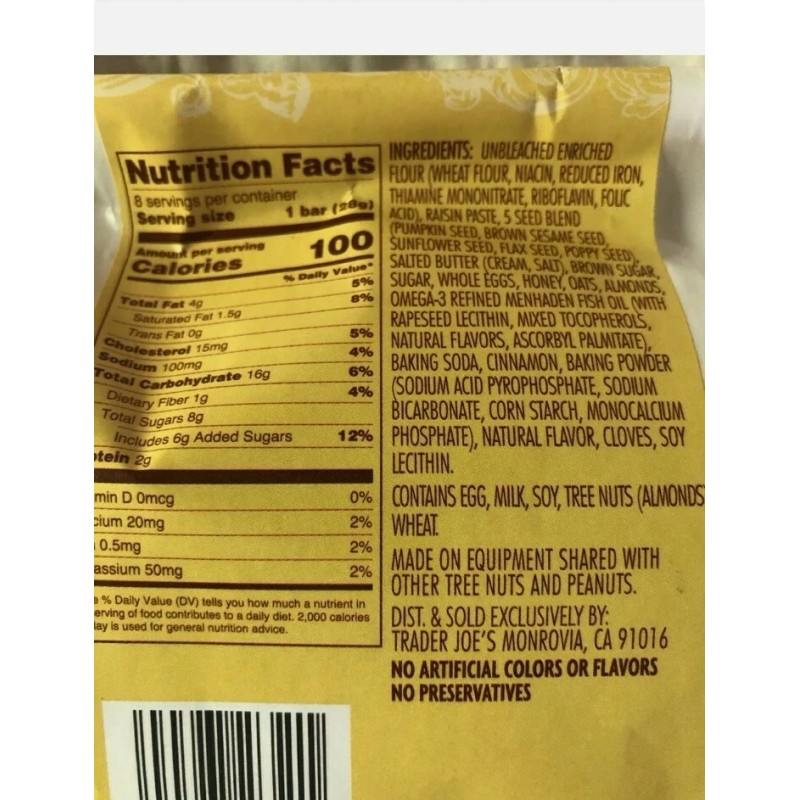 Nutrition Facts
8 servings per container
Serving size 1 bar (28g)
Amount per serving
Calories 100
% Daily Value*
Total Fat 4g 5%
Saturated Fat 1.5g 8%
Trans Fat 0g
Cholesterol 15mg 5%
Sodium 100mg 4%
Total Carbohydrate 16g 6%
Dietary Fiber 1g 4%
Total Sugars 8g
Includes 6g Added Sugars 12%
otein 2g
min D 0mcg 0%
cium 20mg 2%
0.5mg 2%
assium 50mg 2%
% Daily Value (DV) tells you how much a nutrient in
erving of food contributes to a daily diet. 2,000 calories
day is used for general nutrition advice.
INGREDIENTS: UNBLEACHED ENRICHED
FLOUR (WHEAT FLOUR, NIACIN, REDUCED IRON,
THIAMINE MONONITRATE, RIBOFLAVIN, FOLIC
ACID), RAISIN PASTE, 5 SEED BLEND
(PUMPKIN SEED, BROWN SESAME SEED,
SUNFLOWER SEED, FLAX SEED, POPPY SEED),
SALTED BUTTER (CREAM, SALT), BROWN SUGAR,
SUGAR, WHOLE EGGS, HONEY, OATS, ALMONDS,
OMEGA-3 REFINED MENHADEN FISH OIL (WITH
RAPESEED LECITHIN, MIXED TOCOPHEROLS,
NATURAL FLAVORS, ASCORBYL PALMITATE),
BAKING SODA, CINNAMON, BAKING POWDER
(SODIUM ACID PYROPHOSPHATE, SODIUM
BICARBONATE, CORN STARCH, MONOCALCIUM
PHOSPHATE), NATURAL FLAVOR, CLOVES, SOY
LECITHIN.
CONTAINS EGG, MILK, SOY, TREE NUTS (ALMONDS
WHEAT.
MADE ON EQUIPMENT SHARED WITH
OTHER TREE NUTS AND PEANUTS.
DIST. & SOLD EXCLUSIVELY BY:
TRADER JOE'S MONROVIA, CA 91016
NO ARTIFICIAL COLORS OR FLAVORS
NO PRESERVATIVES